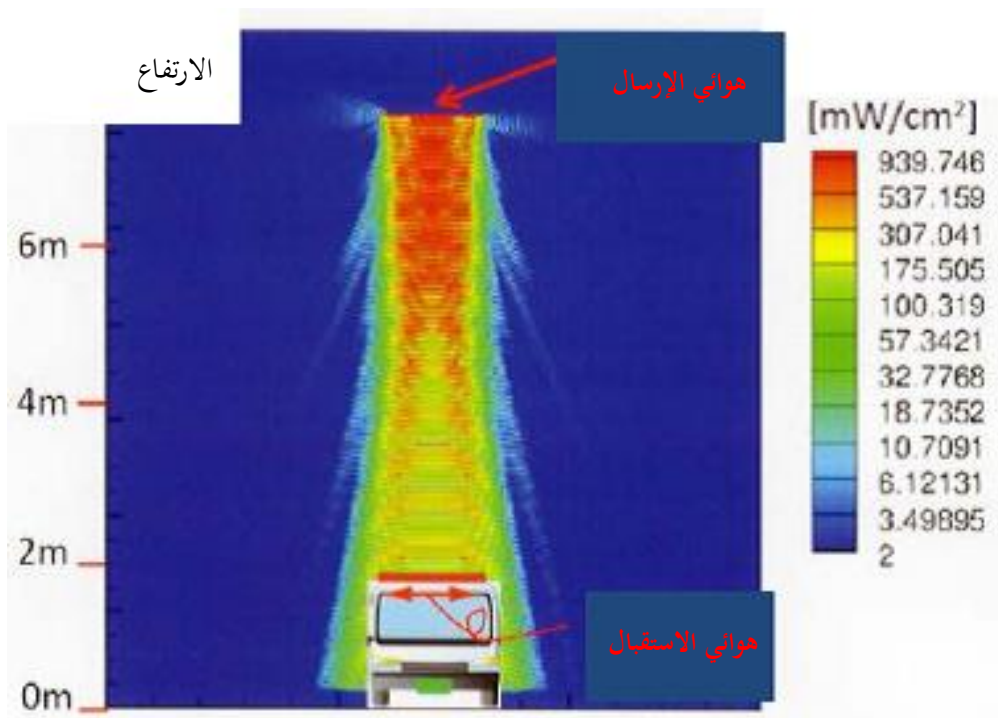 الارتفاع
هوائي الإرسال
[mW/cm²]
939.746
537.159
307.041
175.505
100.319
57.3421
32.7768
18.7352
10.7091
6.12131
3.49895
2
6m
4m
2m
0m
هوائي الاستقبال